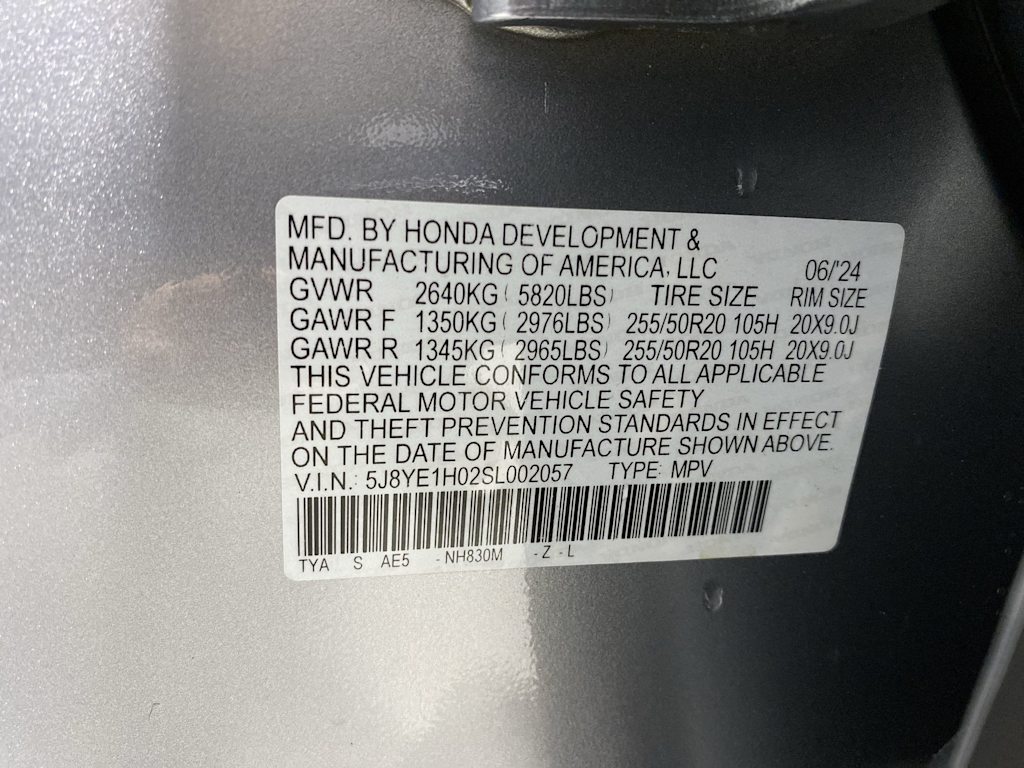 MFD. BY HONDA DEVELOPMENT &
MANUFACTURING OF AMERICA, LLC 06/'24
GVWR 2640KG ( 5820LBS) TIRE SIZE RIM SIZE
GAWR F 1350KG ( 2976LBS) 255/50R20 105H 20X9.0J
GAWR R 1345KG ( 2965LBS) 255/50R20 105H 20X9.0J
THIS VEHICLE CONFORMS TO ALL APPLICABLE
FEDERAL MOTOR VEHICLE SAFETY
AND THEFT PREVENTION STANDARDS IN EFFECT
ON THE DATE OF MANUFACTURE SHOWN ABOVE.
V.I.N.: 5J8YE1H02SL002057 TYPE: MPV
TYA S AE5 -NH830M -Z -L